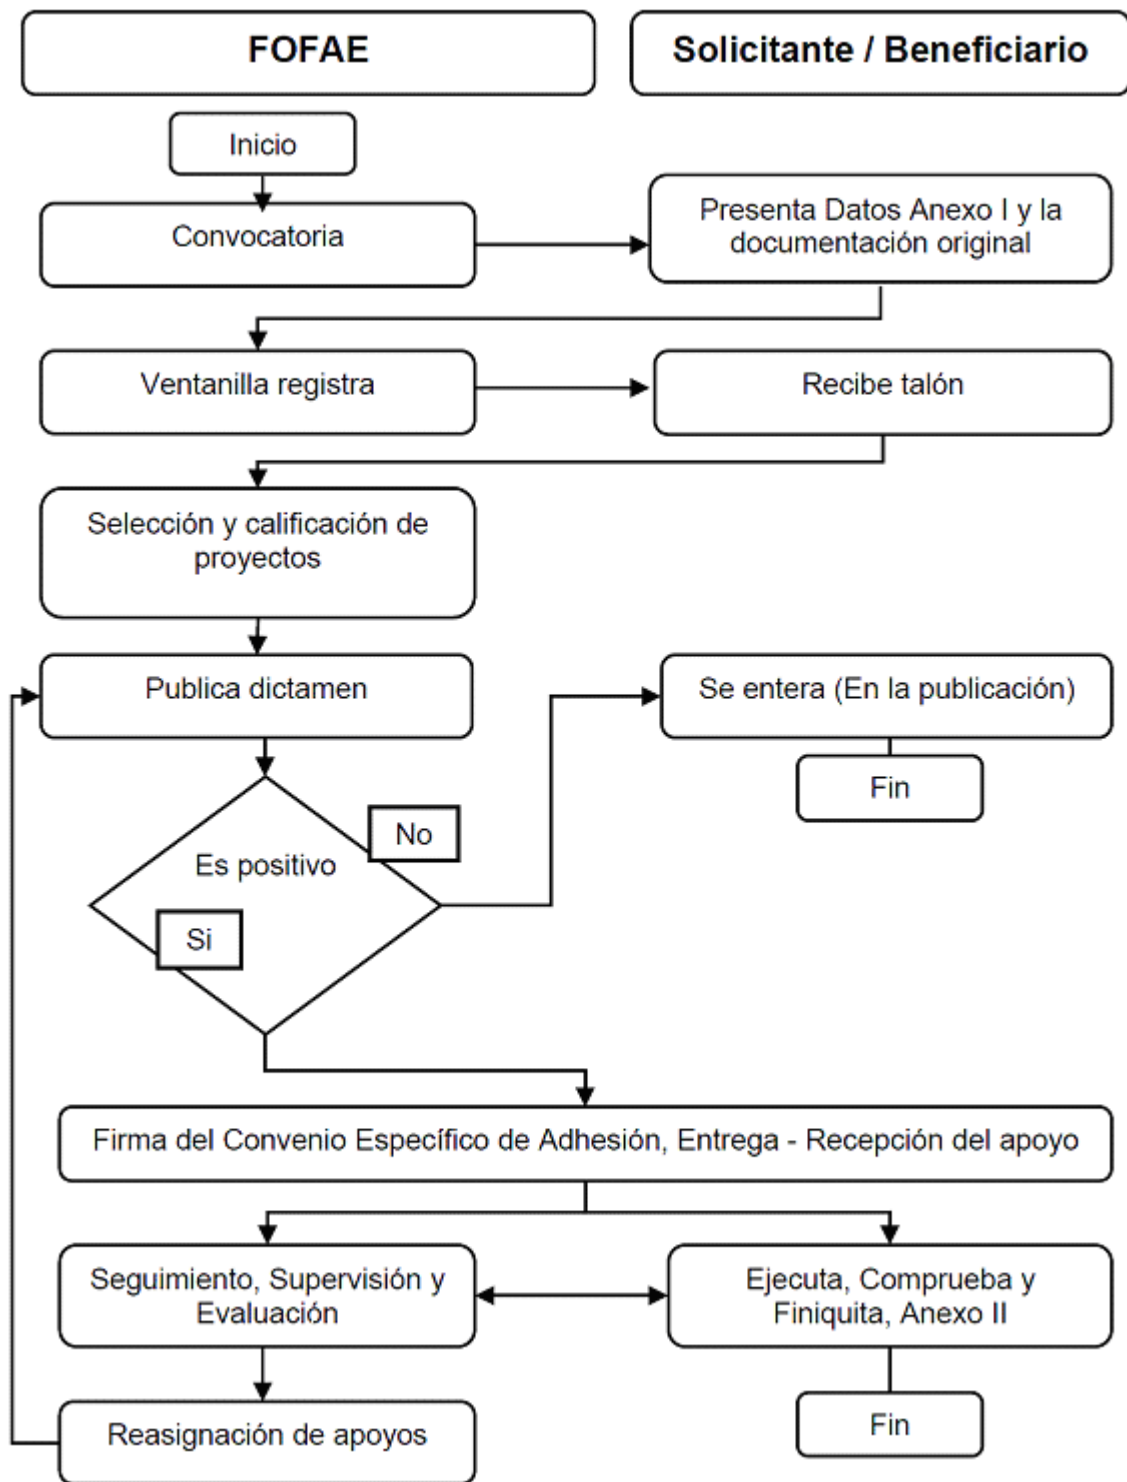 FOFAE
Solicitante / Beneficiario
Inicio
Convocatoria
Presenta Datos Anexo I y la
documentación original
Ventanilla registra
Recibe talón
Selección y calificación de
proyectos
Publica dictamen
Se entera (En la publicación)
Fin
No
Es positivo
Si
Firma del Convenio Específico de Adhesión, Entrega - Recepción del apoyo
Seguimiento, Supervisión y
Evaluación
Ejecuta, Comprueba y
Finiquita, Anexo II
Reasignación de apoyos
Fin